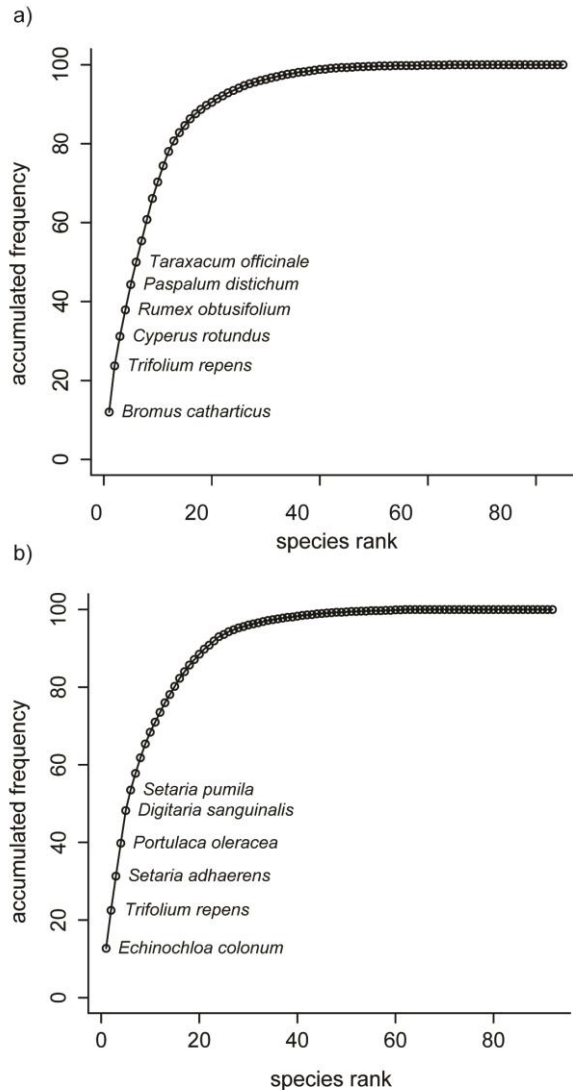 a)
accumulated frequency
100
80
60
40
20
0
Taraxacum officinale
Paspalum distichum
Rumex obtusifolium
Cyperus rotundus
Trifolium repens
Bromus catharticus
0 20 40 60 80
species rank
b)
accumulated frequency
100
80
60
40
20
0
Setaria pumila
Digitaria sanguinalis
Portulaca oleracea
Setaria adhaerens
Trifolium repens
Echinochloa colonum
0 20 40 60 80
species rank